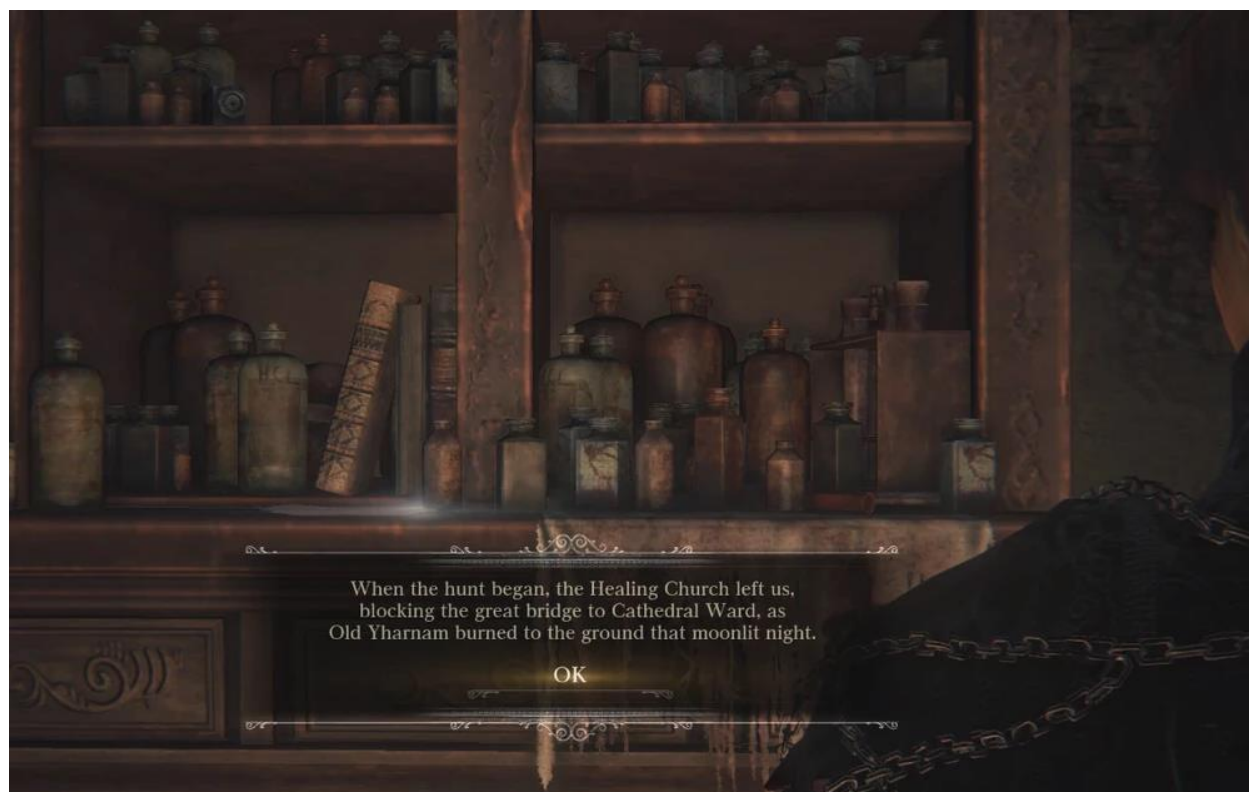 When the hunt began, the Healing Church left us,
blocking the great bridge to Cathedral Ward, as
Old Yharnam burned to the ground that moonlit night.
OK